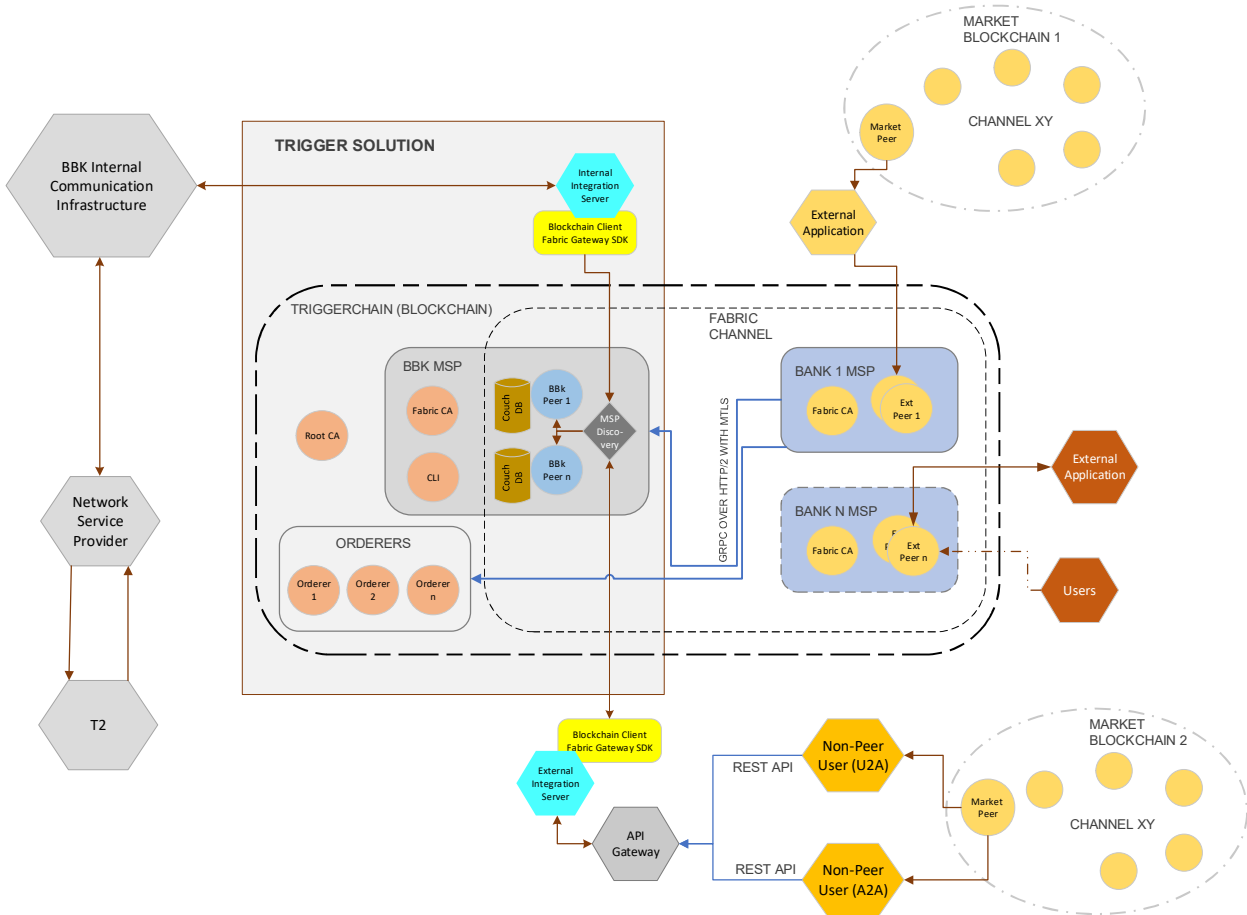 MARKET
BLOCKCHAIN 1
CHANNEL XY
Market
Peer
External
Application
TRIGGER SOLUTION
BBK Internal
Communication
Infrastructure
Internal
Integration
Server
Blockchain Client
Fabric Gateway SDK
TRIGGERCHAIN (BLOCKCHAIN)
FABRIC
CHANNEL
BBK MSP
Fabric CA
CLI
Root CA
Couch
DB
BBk
Peer 1
Couch
DB
BBk
Peer n
MSP
Disco-
very
GRPC OVER HTTP/2 WITH MTLS
BANK 1 MSP
Fabric CA
Ext
Peer 1
BANK N MSP
Fabric CA
Ext
Peer n
External
Application
Users
ORDERERS
Orderer
1
Orderer
2
Orderer
n
Network
Service
Provider
T2
Blockchain Client
Fabric Gateway SDK
External
Integration
Server
API
Gateway
REST API
REST API
Non-Peer
User (U2A)
Non-Peer
User (A2A)
MARKET
BLOCKCHAIN 2
Market
Peer
CHANNEL XY